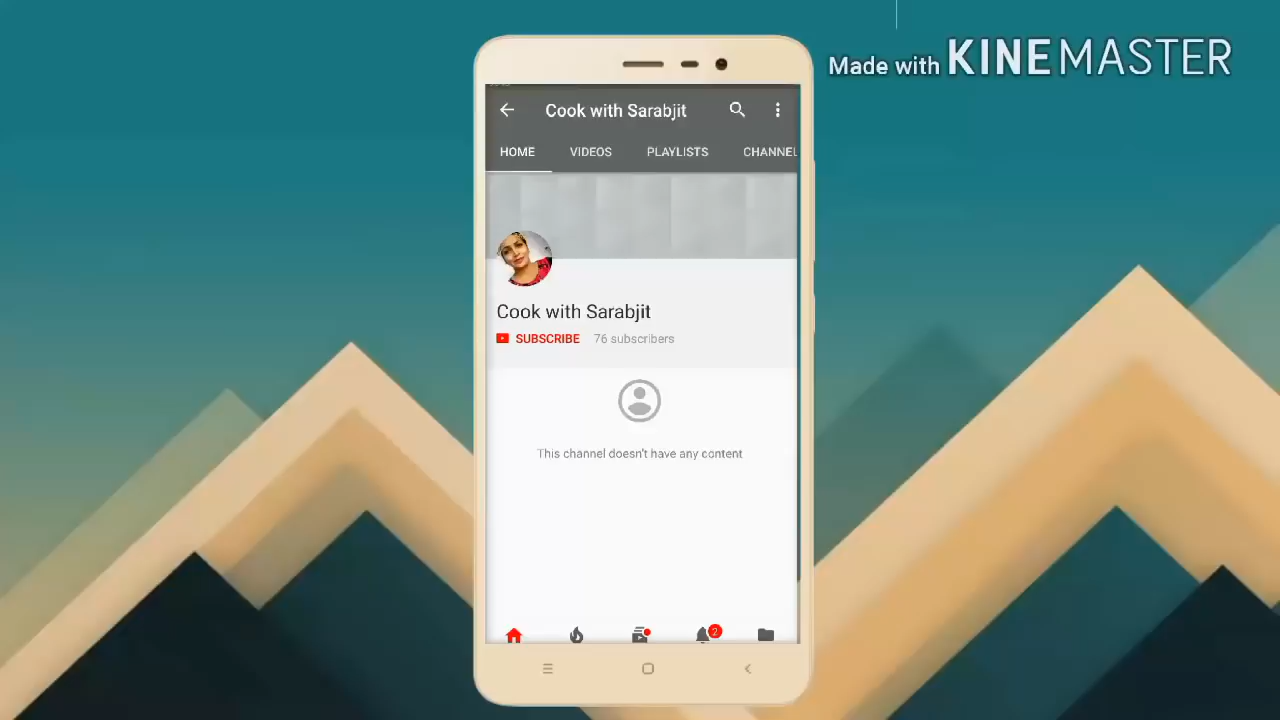 Made with KINEMASTER
Cook with Sarabjit
HOME VIDEOS PLAYLISTS CHANNEL
Cook with Sarabjit
SUBSCRIBE 76 subscribers
This channel doesn't have any content
2